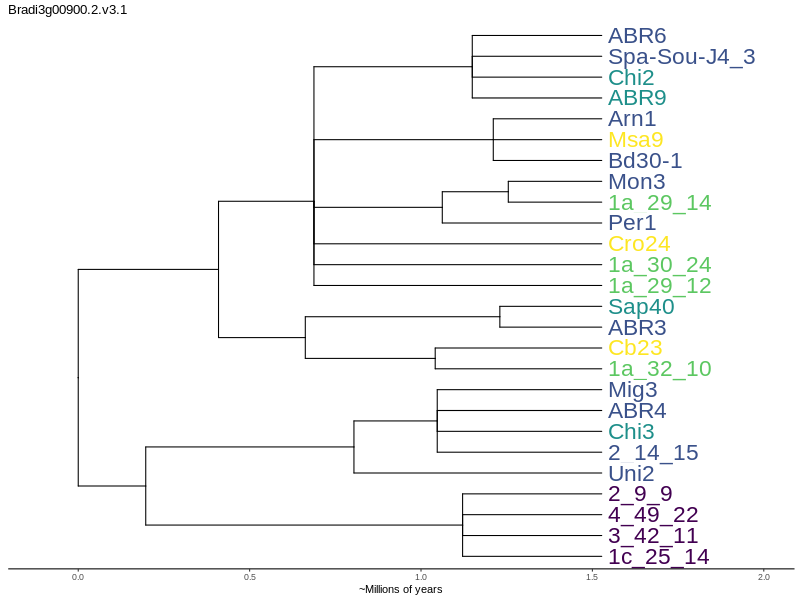 Bradi3g00900.2.v3.1
ABR6
Spa-Sou-J4_3
Chi2
ABR9
Arn1
Msa9
Bd30-1
Mon3
1a_29_14
Per1
Cro24
1a_30_24
1a_29_12
Sap40
ABR3
Cb23
1a_32_10
Mig3
ABR4
Chi3
2_14_15
Uni2
2_9_9
4_49_22
3_42_11
1c_25_14
0.0 0.5 1.0 1.5 2.0
~Millions of years